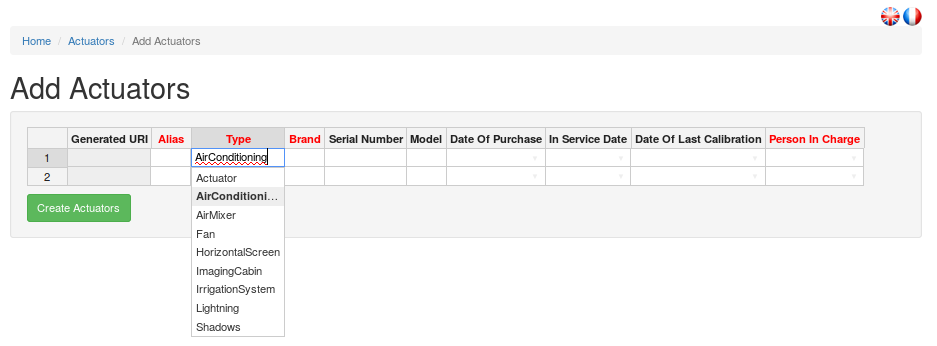 Home / Actuators / Add Actuators
Add Actuators
Generated URI Alias Type Brand Serial Number Model Date Of Purchase In Service Date Date Of Last Calibration Person In Charge
1 AirConditioning
2
Actuator
AirConditioni...
AirMixer
Fan
HorizontalScreen
ImagingCabin
IrrigationSystem
Lightning
Shadows
Create Actuators